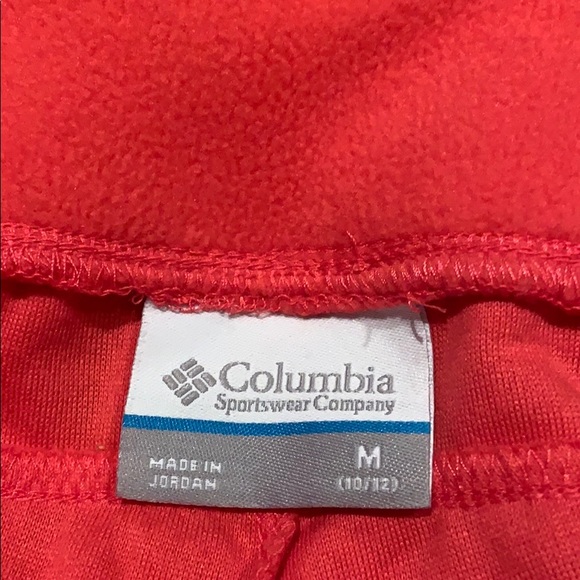 Columbia
Sportswear Company
MADE IN
JORDAN
M
(10/12)